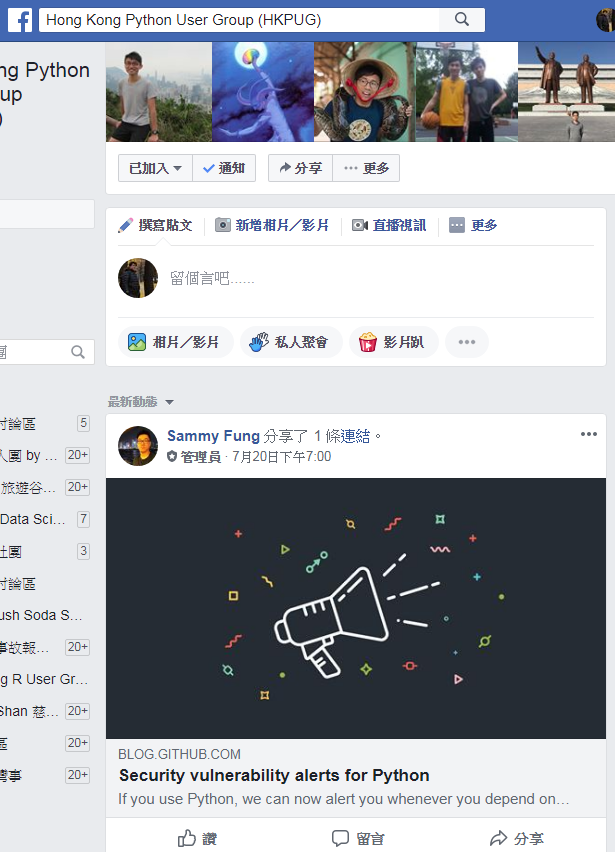 Hong Kong Python User Group (HKPUG)
ng Python
up
)
已加入
通知
分享
更多
撰寫貼文
新增相片／影片
直播視訊
更多
留個言吧......
相片／影片
私人聚會
影片趴
團
最新動態
討論區 5
人團 by ... 20+
旅遊谷... 20+
Data Sci... 7
社團 3
討論區
ush Soda S...
事故報... 20+
g R User Gr...
Shan 慈... 20+
區 20+
灣事 20+
Sammy Fung 分享了 1 條連結。
管理員 · 7月20日下午7:00
BLOG.GITHUB.COM
Security vulnerability alerts for Python
If you use Python, we can now alert you whenever you depend on...
讚
留言
分享